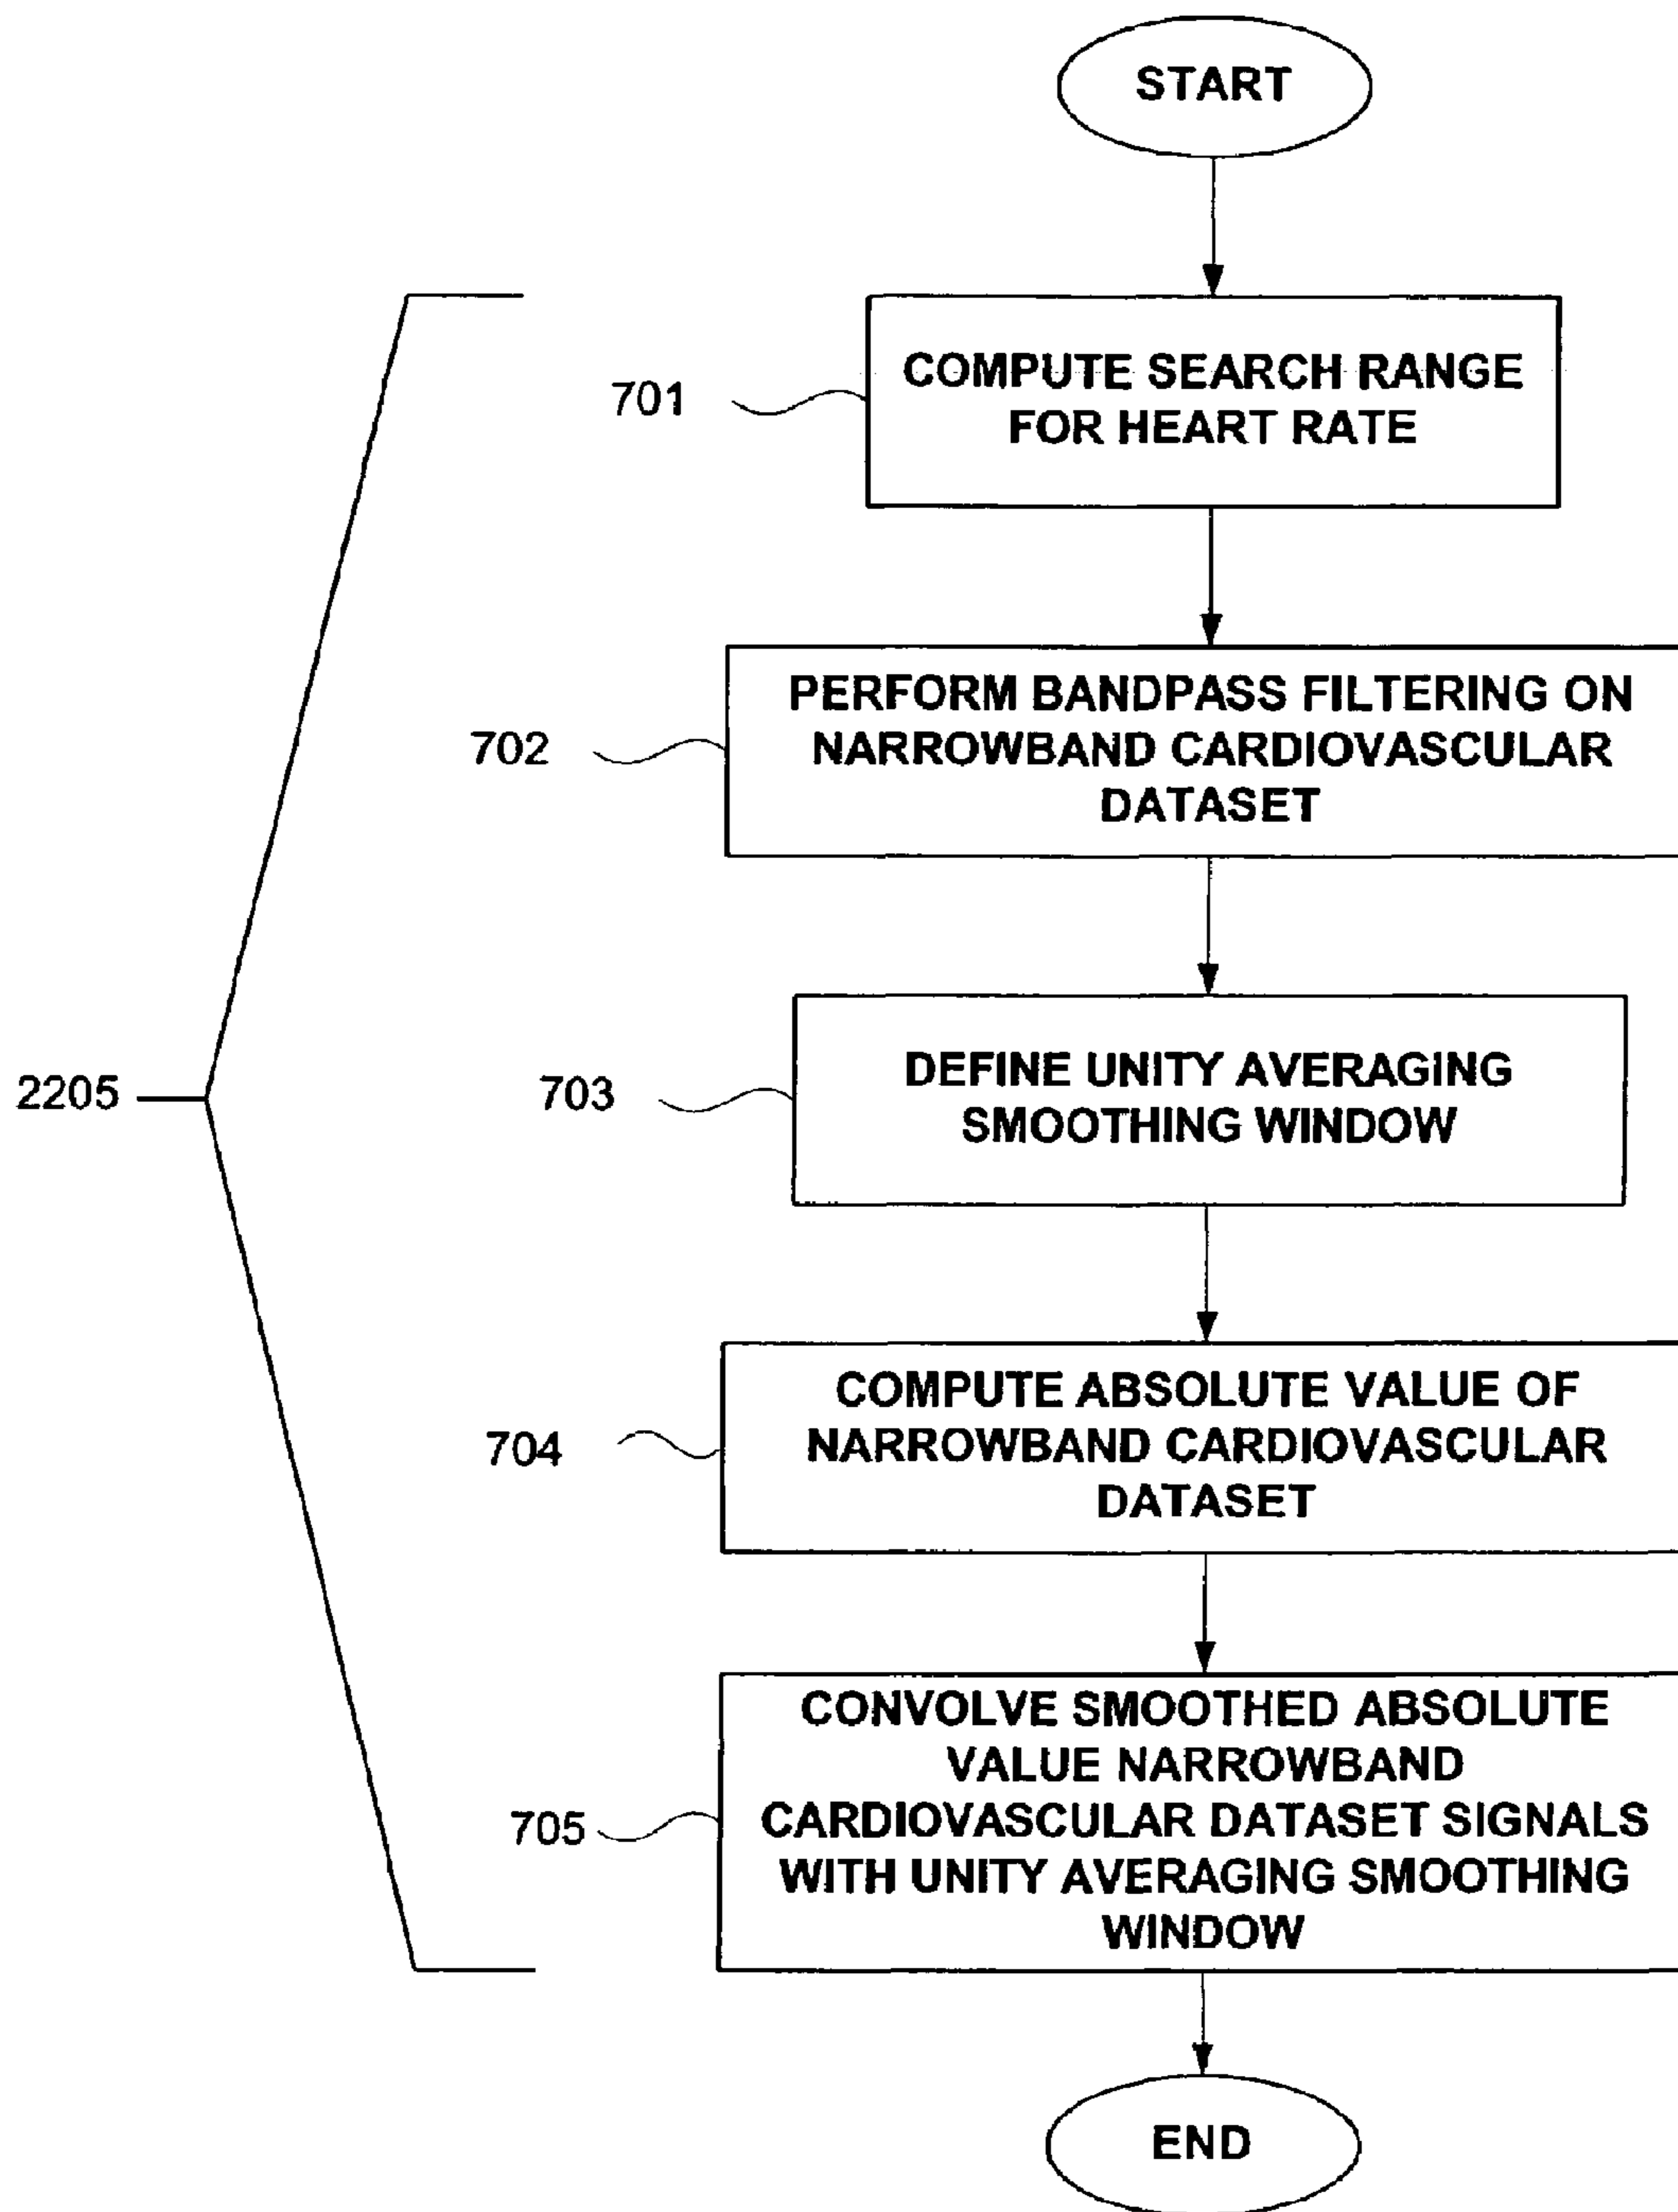 START
COMPUTE SEARCH RANGE
FOR HEART RATE
701
PERFORM BANDPASS FILTERING ON
NARROWBAND CARDIOVASCULAR
DATASET
702
DEFINE UNITY AVERAGING
SMOOTHING WINDOW
703
2205
COMPUTE ABSOLUTE VALUE OF
NARROWBAND CARDIOVASCULAR
DATASET
704
CONVOLVE SMOOTHED ABSOLUTE
VALUE NARROWBAND
CARDIOVASCULAR DATASET SIGNALS
WITH UNITY AVERAGING SMOOTHING
WINDOW
705
END